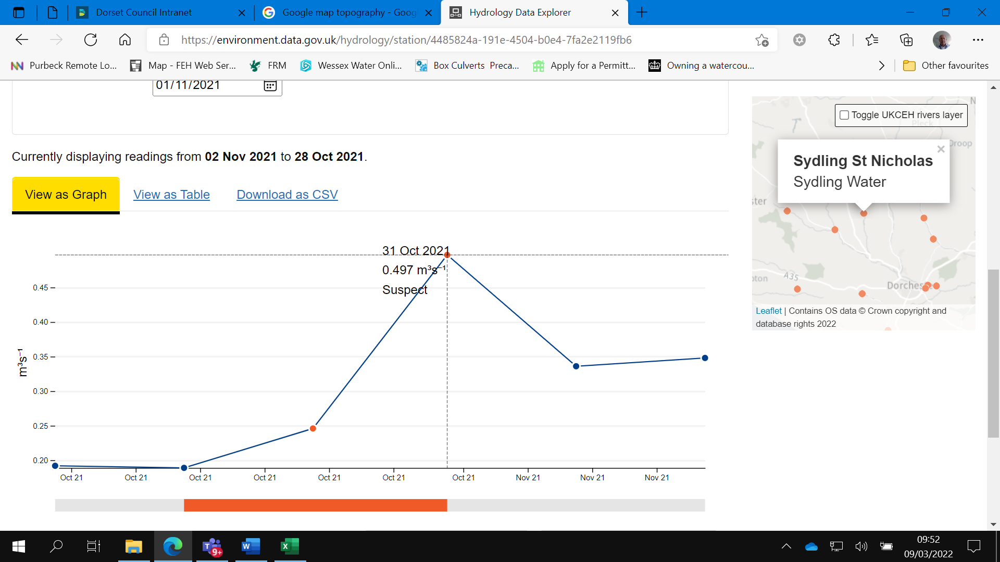 Dorset Council Intranet
Google map topography - Goog
Hydrology Data Explorer
https://environment.data.gov.uk/hydrology/station/4485824a-191e-4504-b0e4-7fa2e2119fb6
Purbeck Remote Lo...
Map - FEH Web Ser...
FRM
Wessex Water Onli...
Box Culverts Preca...
Apply for a Permitt...
Owning a watercou...
Other favourites
01/11/2021
Currently displaying readings from 02 Nov 2021 to 28 Oct 2021.
View as Graph
View as Table
Download as CSV
31 Oct 2021
0.497 m³s⁻¹
Suspect
0.45
0.40
0.35
0.30
0.25
0.20
m³s⁻¹
Oct 21
Oct 21
Oct 21
Oct 21
Oct 21
Oct 21
Oct 21
Nov 21
Nov 21
Nov 21
N
Toggle UKCEH rivers layer
Pleck
Droop
×
Sydling St Nicholas
Sydling Water
ster
A35
pton
Dorches
Leaflet | Contains OS data © Crown copyright and
database rights 2022
9+
09:52
09/03/2022